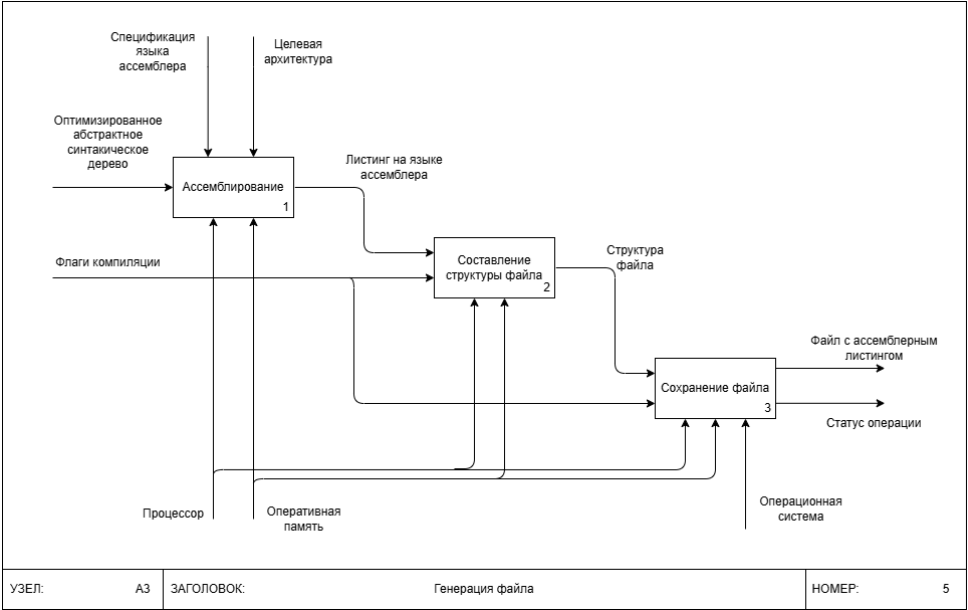 Спецификация
языка
ассемблера
Целевая
архитектура
Оптимизированное
абстрактное
синтакическое
дерево
Ассемблирование
1
Листинг на языке
ассемблера
Флаги компиляции
Составление
структуры файла
2
Структура
файла
Файл с ассемблерным
листингом
Сохранение файла
3
Статус операции
Процессор
Оперативная
память
Операционная
система
УЗЕЛ: A3 ЗАГОЛОВОК: Генерация файла НОМЕР: 5